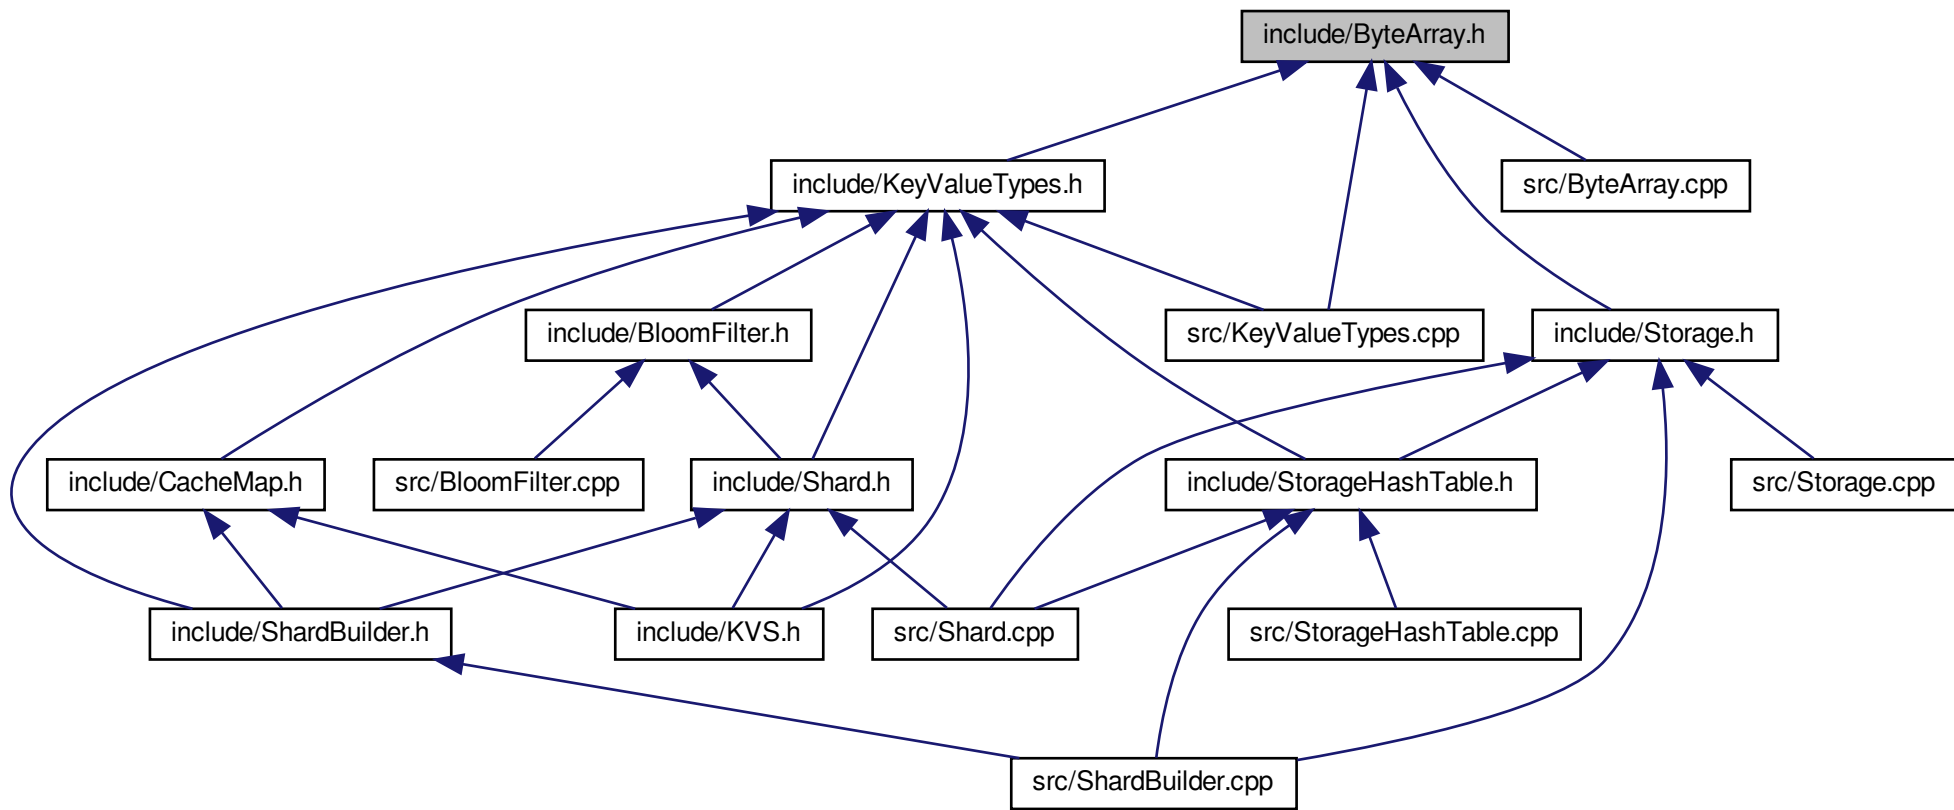 include/ByteArray.h
include/KeyValueTypes.h
src/ByteArray.cpp
include/BloomFilter.h
src/KeyValueTypes.cpp
include/Storage.h
include/CacheMap.h
src/BloomFilter.cpp
include/Shard.h
include/StorageHashTable.h
src/Storage.cpp
include/ShardBuilder.h
include/KVS.h
src/Shard.cpp
src/StorageHashTable.cpp
src/ShardBuilder.cpp